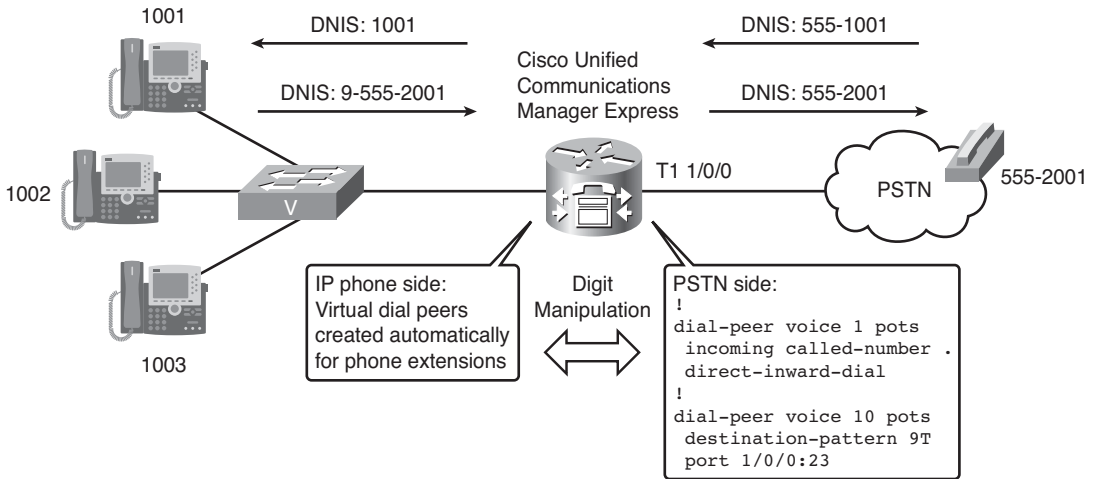 1001
DNIS: 1001
DNIS: 555-1001
Cisco Unified
Communications
Manager Express
DNIS: 9-555-2001
DNIS: 555-2001
T1 1/0/0
1002
V
PSTN
555-2001
IP phone side:
Virtual dial peers
created automatically
for phone extensions
Digit
Manipulation
PSTN side:
!
dial-peer voice 1 pots
incoming called-number .
direct-inward-dial
!
dial-peer voice 10 pots
destination-pattern 9T
port 1/0/0:23
1003